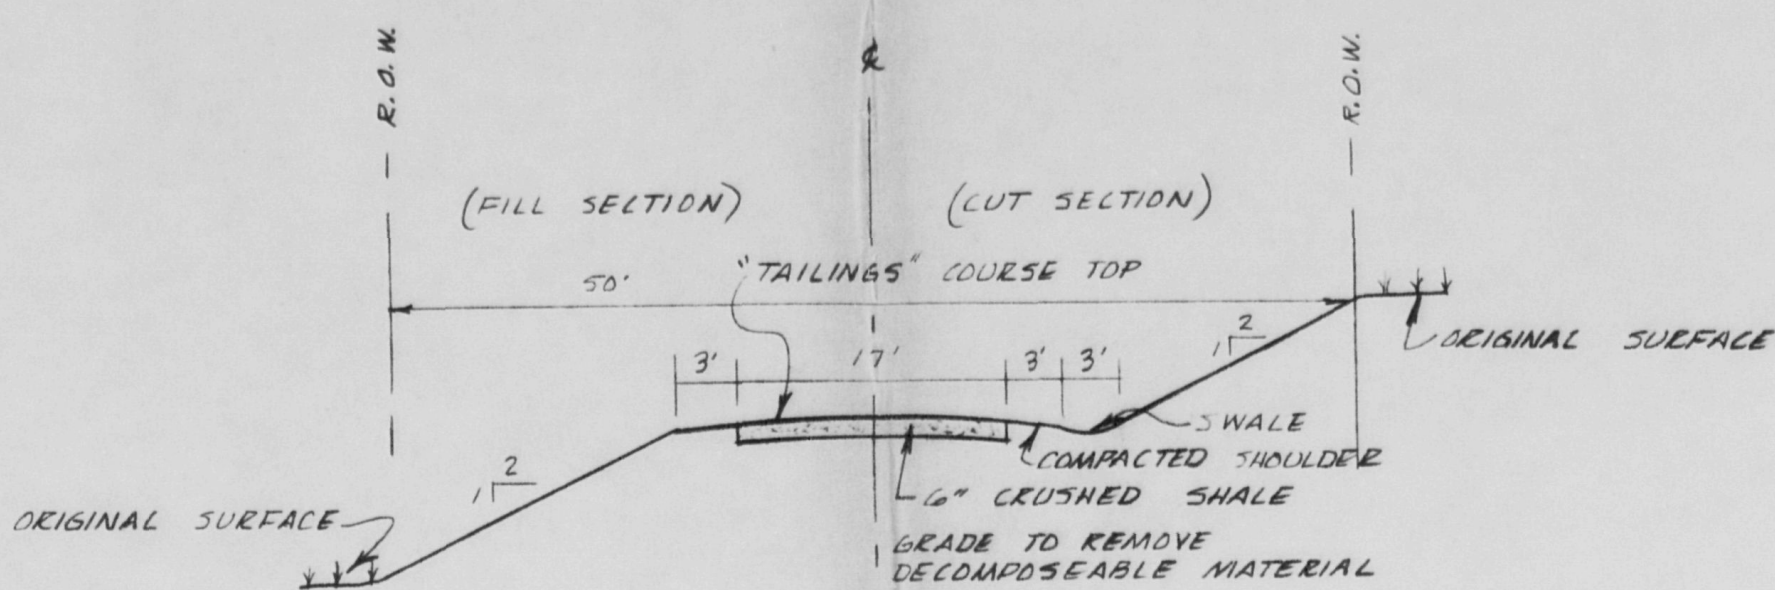 R.O.W.
℄
R.O.W.
(FILL SECTION)
(CUT SECTION)
"TAILINGS" COURSE TOP
50'
2
1
ORIGINAL SURFACE
3'
17'
3'
3'
SWALE
COMPACTED SHOULDER
6" CRUSHED SHALE
2
1
ORIGINAL SURFACE
GRADE TO REMOVE
DECOMPOSEABLE MATERIAL